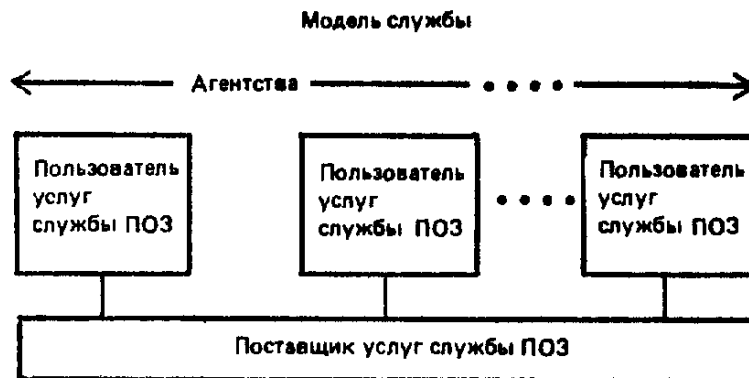 Модель службы
Агентства
Пользователь
услуг
службы ПОЗ
Пользователь
услуг
службы ПОЗ
Пользователь
услуг
службы ПОЗ
Поставщик услуг службы ПОЗ